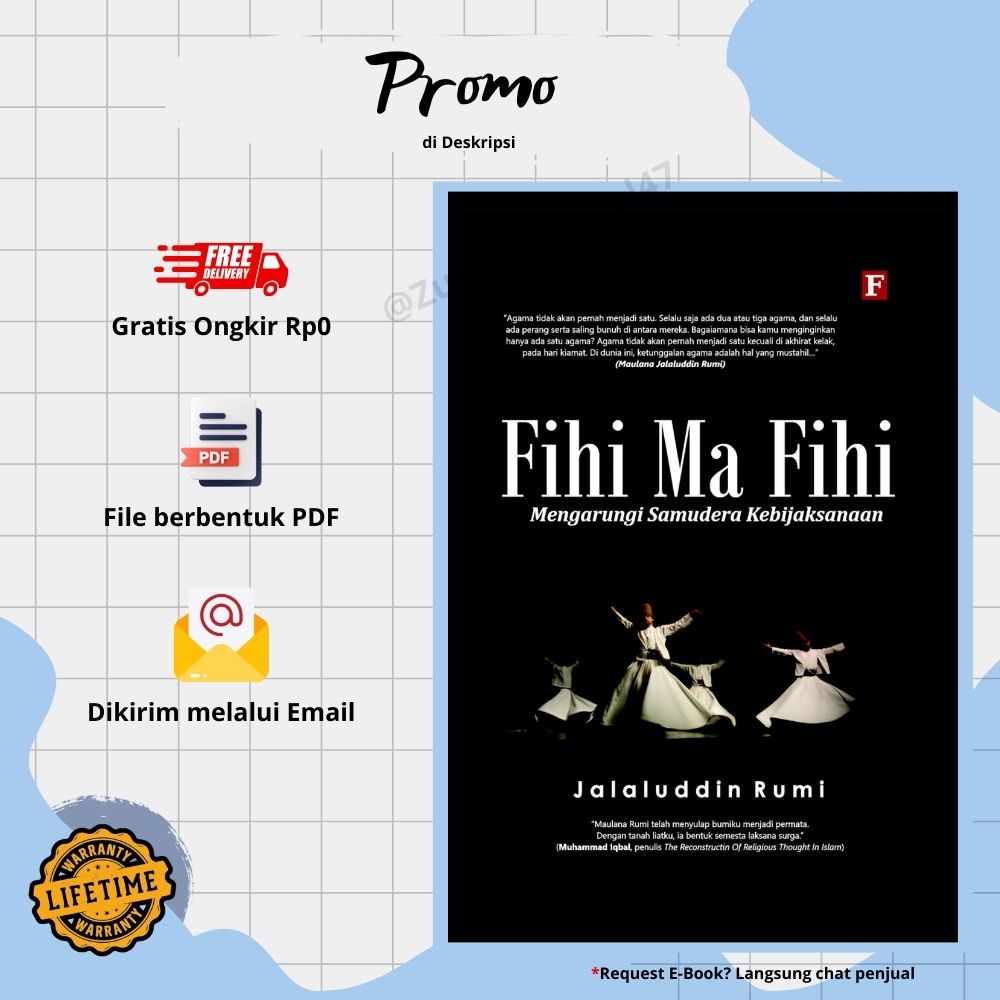 Promo
di Deskripsi
FREE
DELIVERY
Gratis Ongkir Rp0
PDF
File berbentuk PDF
@
Dikirim melalui Email
WARRANTY
LIFETIME
WARRANTY
F
"Agama tidak akan pernah menjadi satu. Selalu saja ada dua atau tiga agama, dan selalu
ada perang serta saling bunuh di antara mereka. Bagaiamana bisa kamu menginginkan
hanya ada satu agama? Agama tidak akan pernah menjadi satu kecuali di akhirat kelak,
pada hari kiamat. Di dunia ini, ketunggalan agama adalah hal yang mustahil..."
(Maulana Jalaluddin Rumi)
Fihi Ma Fihi
Mengarungi Samudera Kebijaksanaan
Jalaluddin Rumi
"Maulana Rumi telah menyulap bumiku menjadi permata.
Dengan tanah liatku, ia bentuk semesta laksana surga."
(Muhammad Iqbal, penulis The Reconstructin Of Religious Thought In Islam)
*Request E-Book? Langsung chat penjual